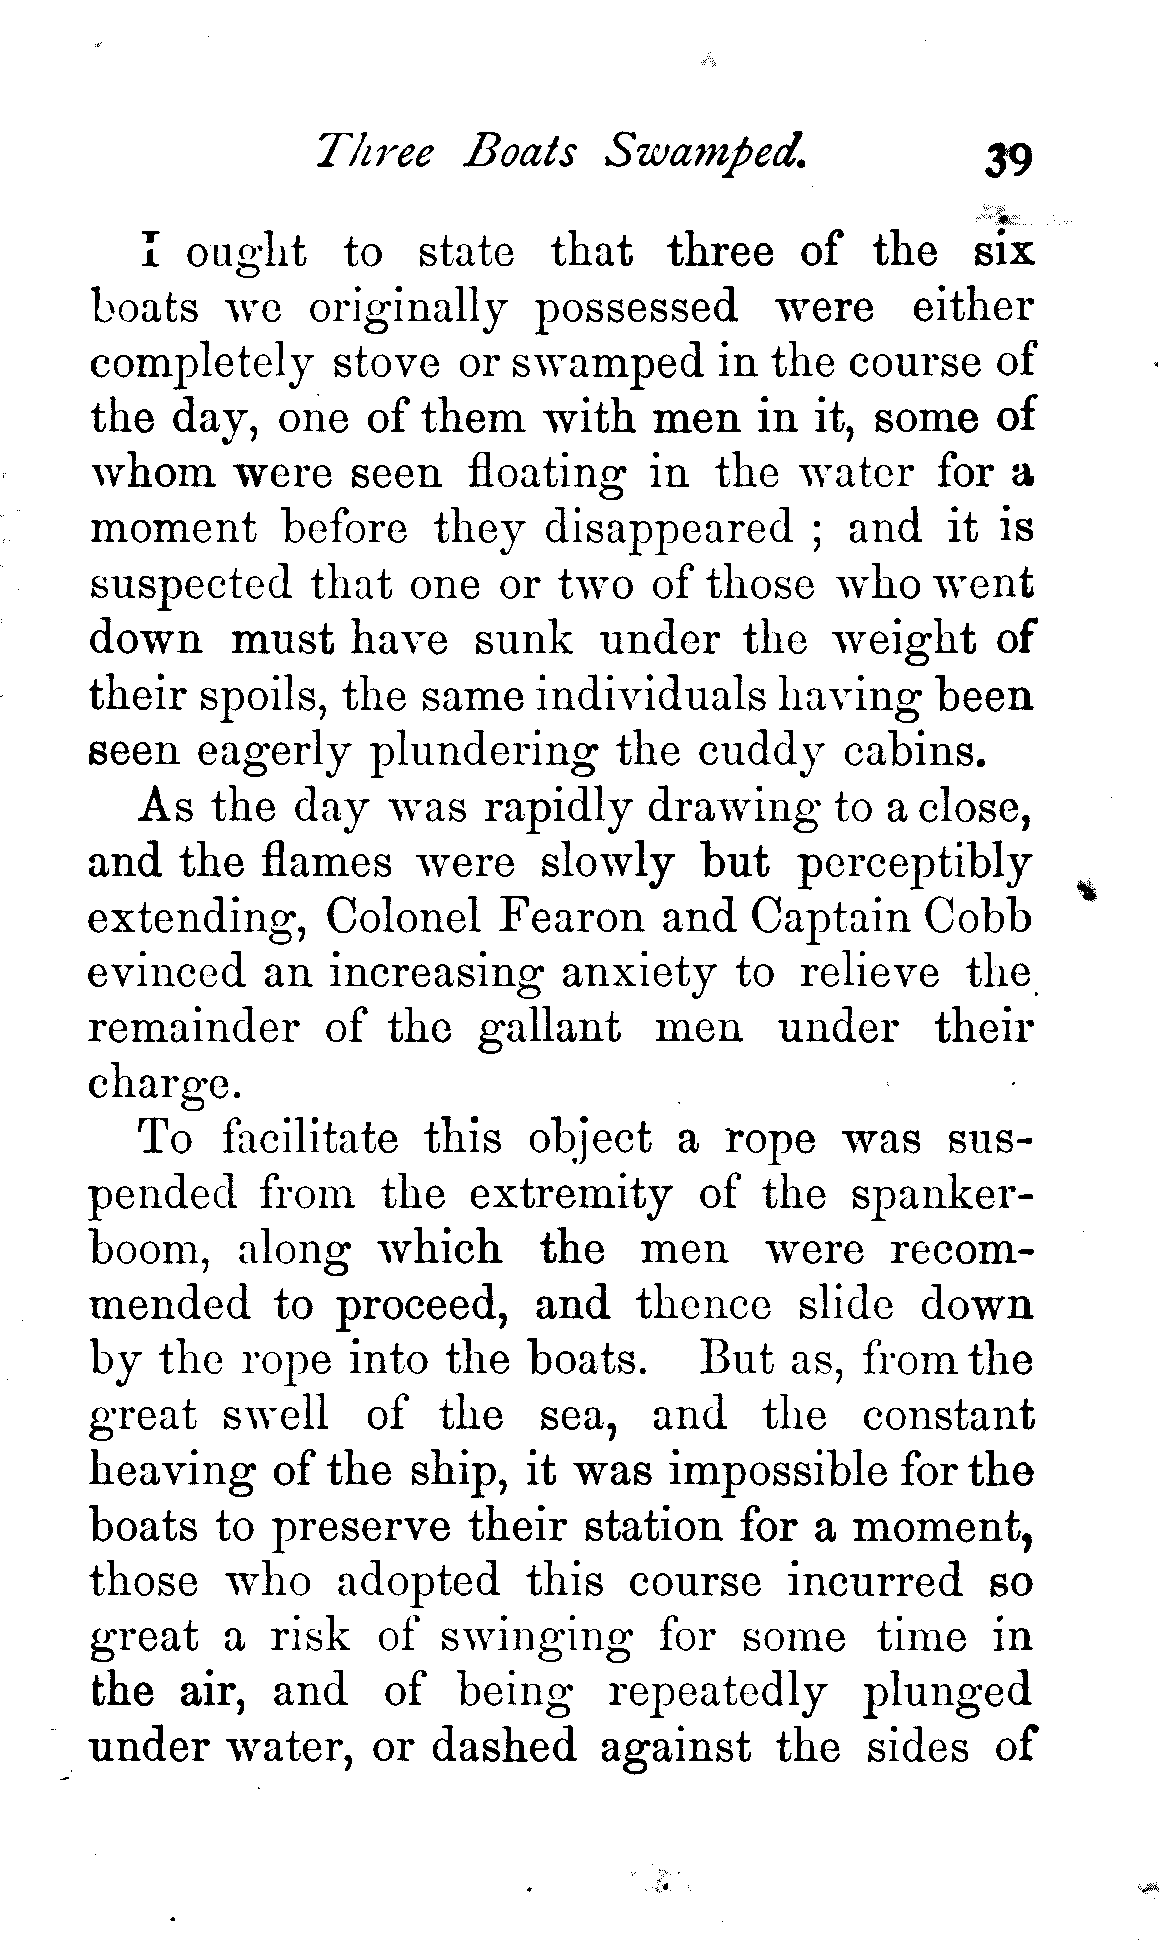 Three Boats Swamped. 39
I ought to state that three of the six
boats we originally possessed were either
completely stove or swamped in the course of
the day, one of them with men in it, some of
whom were seen floating in the water for a
moment before they disappeared ; and it is
suspected that one or two of those who went
down must have sunk under the weight of
their spoils, the same individuals having been
seen eagerly plundering the cuddy cabins.
As the day was rapidly drawing to a close,
and the flames were slowly but perceptibly
extending, Colonel Fearon and Captain Cobb
evinced an increasing anxiety to relieve the
remainder of the gallant men under their
charge.
To facilitate this object a rope was sus-
pended from the extremity of the spanker-
boom, along which the men were recom-
mended to proceed, and thence slide down
by the rope into the boats. But as, from the
great swell of the sea, and the constant
heaving of the ship, it was impossible for the
boats to preserve their station for a moment,
those who adopted this course incurred so
great a risk of swinging for some time in
the air, and of being repeatedly plunged
under water, or dashed against the sides of